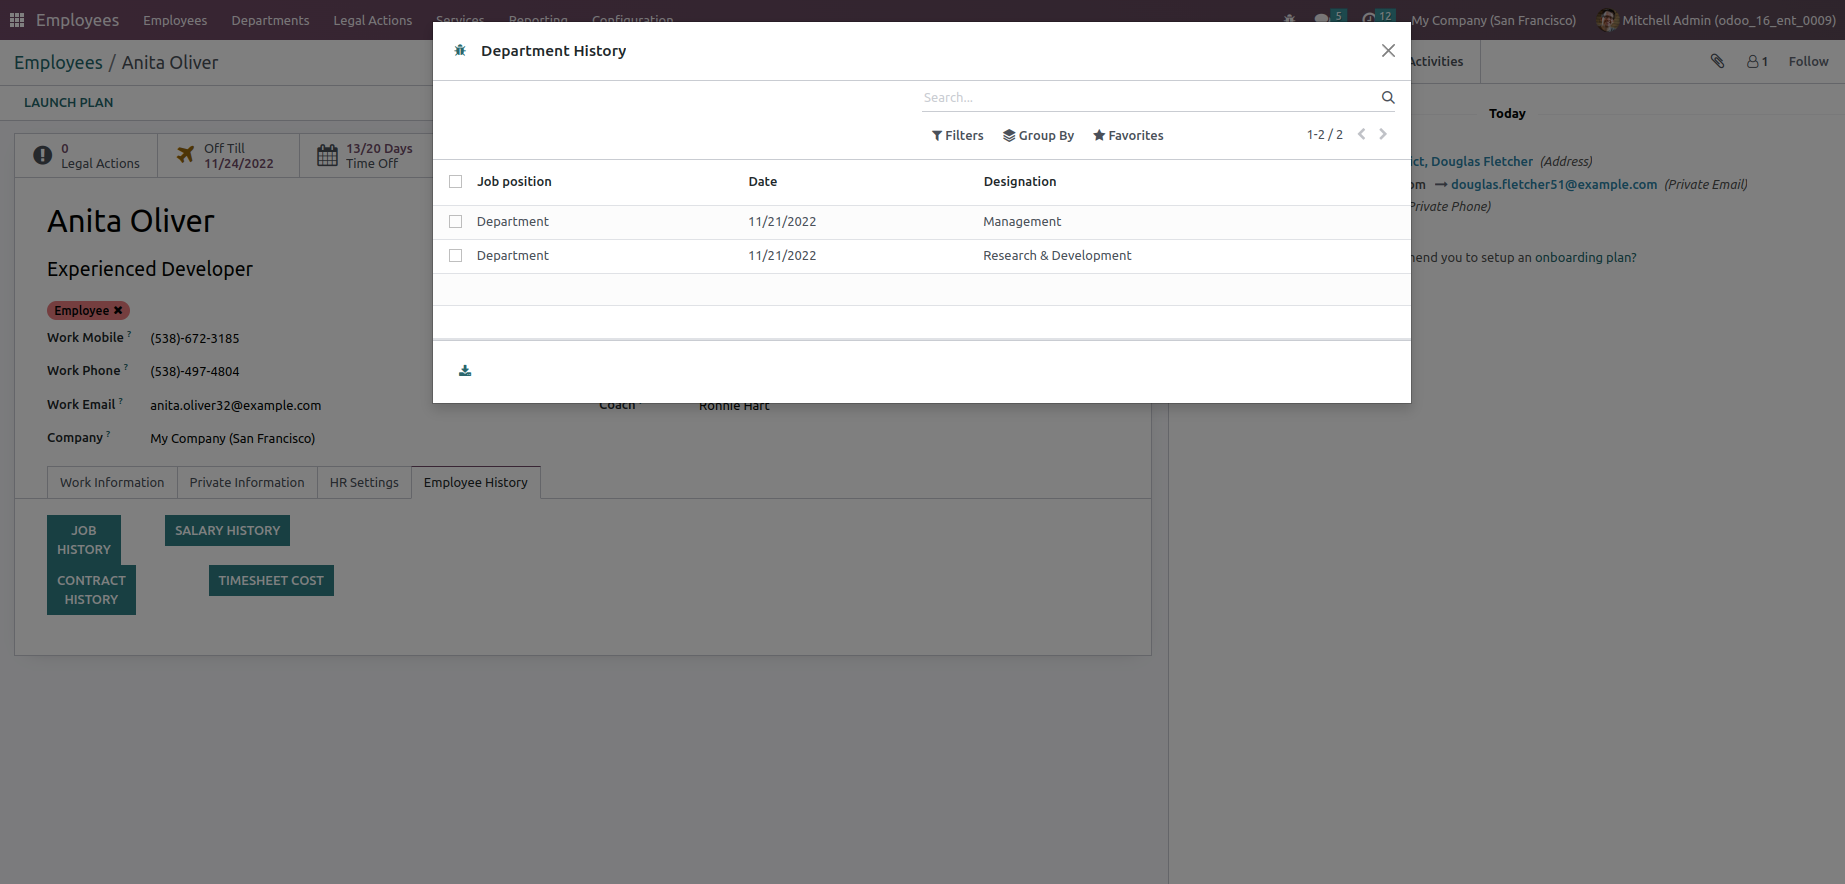 Employees Employees Departments Legal Actions Services Reporting Configuration 5 12 My Company (San Francisco) Mitchell Admin (odoo_16_ent_0009)
Employees / Anita Oliver
Activities 1 Follow
LAUNCH PLAN
0
Legal Actions
Off Till
11/24/2022
13/20 Days
Time Off
Anita Oliver
Experienced Developer
Employee ✖
Work Mobile ? (538)-672-3185
Work Phone ? (538)-497-4804
Work Email ? anita.oliver32@example.com
Coach Ronnie Hart
Company ? My Company (San Francisco)
Work Information Private Information HR Settings Employee History
JOB
HISTORY
SALARY HISTORY
CONTRACT
HISTORY
TIMESHEET COST
Department History
Search...
Filters Group By Favorites 1-2 / 2
Job position Date Designation
Department 11/21/2022 Management
Department 11/21/2022 Research & Development
Today
Douglas Fletcher (Address)
douglas.fletcher51@example.com (Private Email)
Private Phone)
you to setup an onboarding plan?